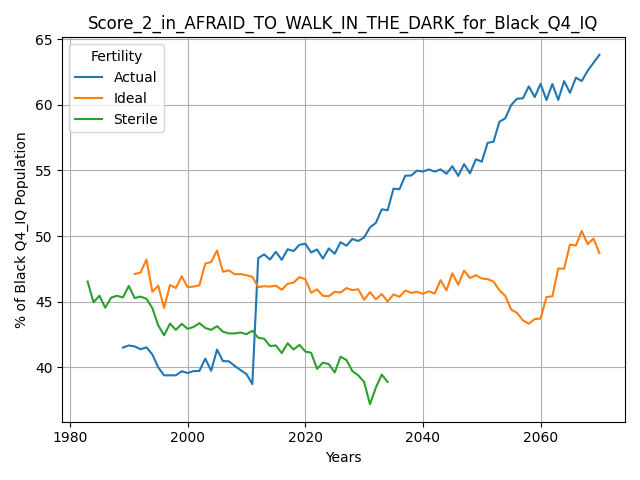 Score_2_in_AFRAID_TO_WALK_IN_THE_DARK_for_Black_Q4_IQ
Fertility
Actual
Ideal
Sterile
% of Black Q4_IQ Population
65
60
55
50
45
40
1980
2000
2020
2040
2060
Years